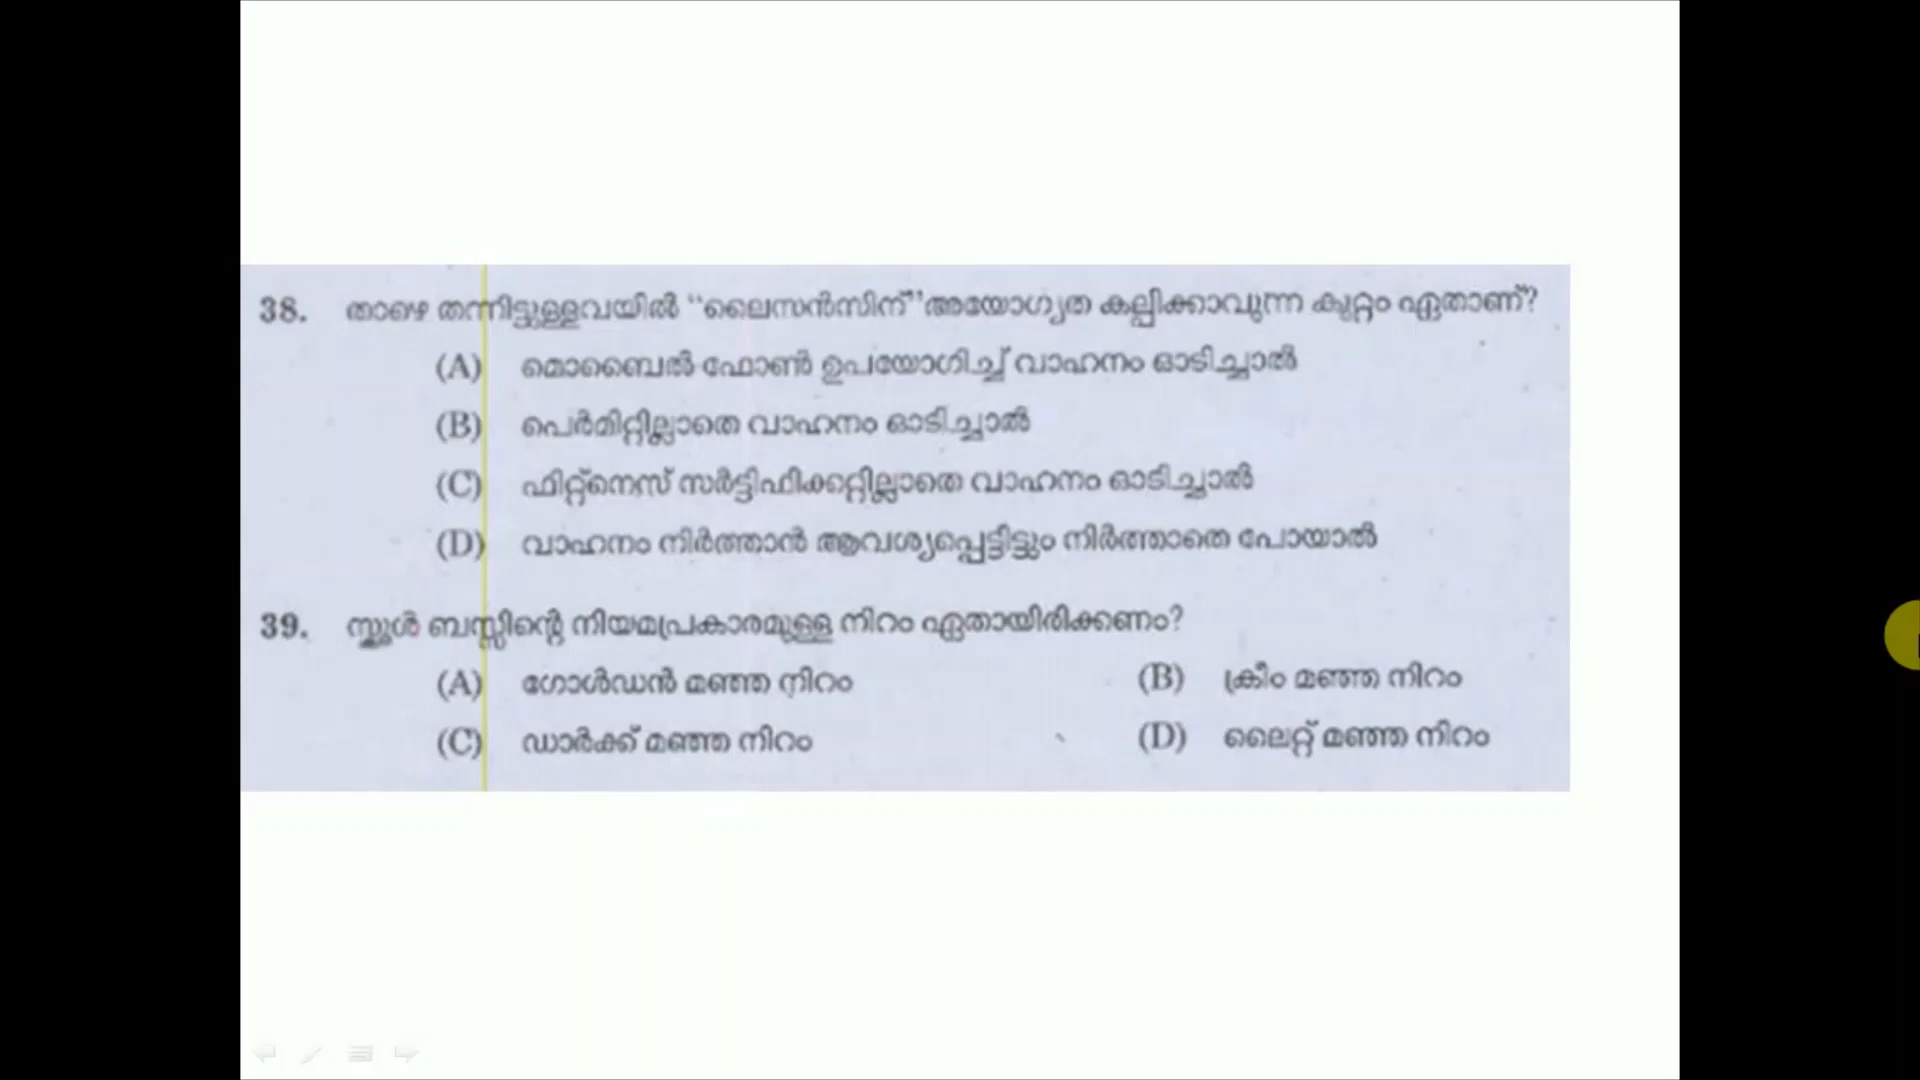 38. താഴെ തന്നിട്ടുള്ളവയിൽ “ലൈസൻസിന്” അയോഗ്യത കല്പിക്കാവുന്ന കുറ്റം ഏതാണ്?
(A) മൊബൈൽ ഫോൺ ഉപയോഗിച്ച് വാഹനം ഓടിച്ചാൽ
(B) പെർമിറ്റില്ലാതെ വാഹനം ഓടിച്ചാൽ
(C) ഫിറ്റ്നെസ് സർട്ടിഫിക്കറ്റില്ലാതെ വാഹനം ഓടിച്ചാൽ
(D) വാഹനം നിർത്താൻ ആവശ്യപ്പെട്ടിട്ടും നിർത്താതെ പോയാൽ
39. സ്കൂൾ ബസ്സിന്റെ നിയമപ്രകാരമുള്ള നിറം ഏതായിരിക്കണം?
(A) ഗോൾഡൻ മഞ്ഞ നിറം (B) ക്രീം മഞ്ഞ നിറം
(C) ഡാർക്ക് മഞ്ഞ നിറം (D) ലൈറ്റ് മഞ്ഞ നിറം